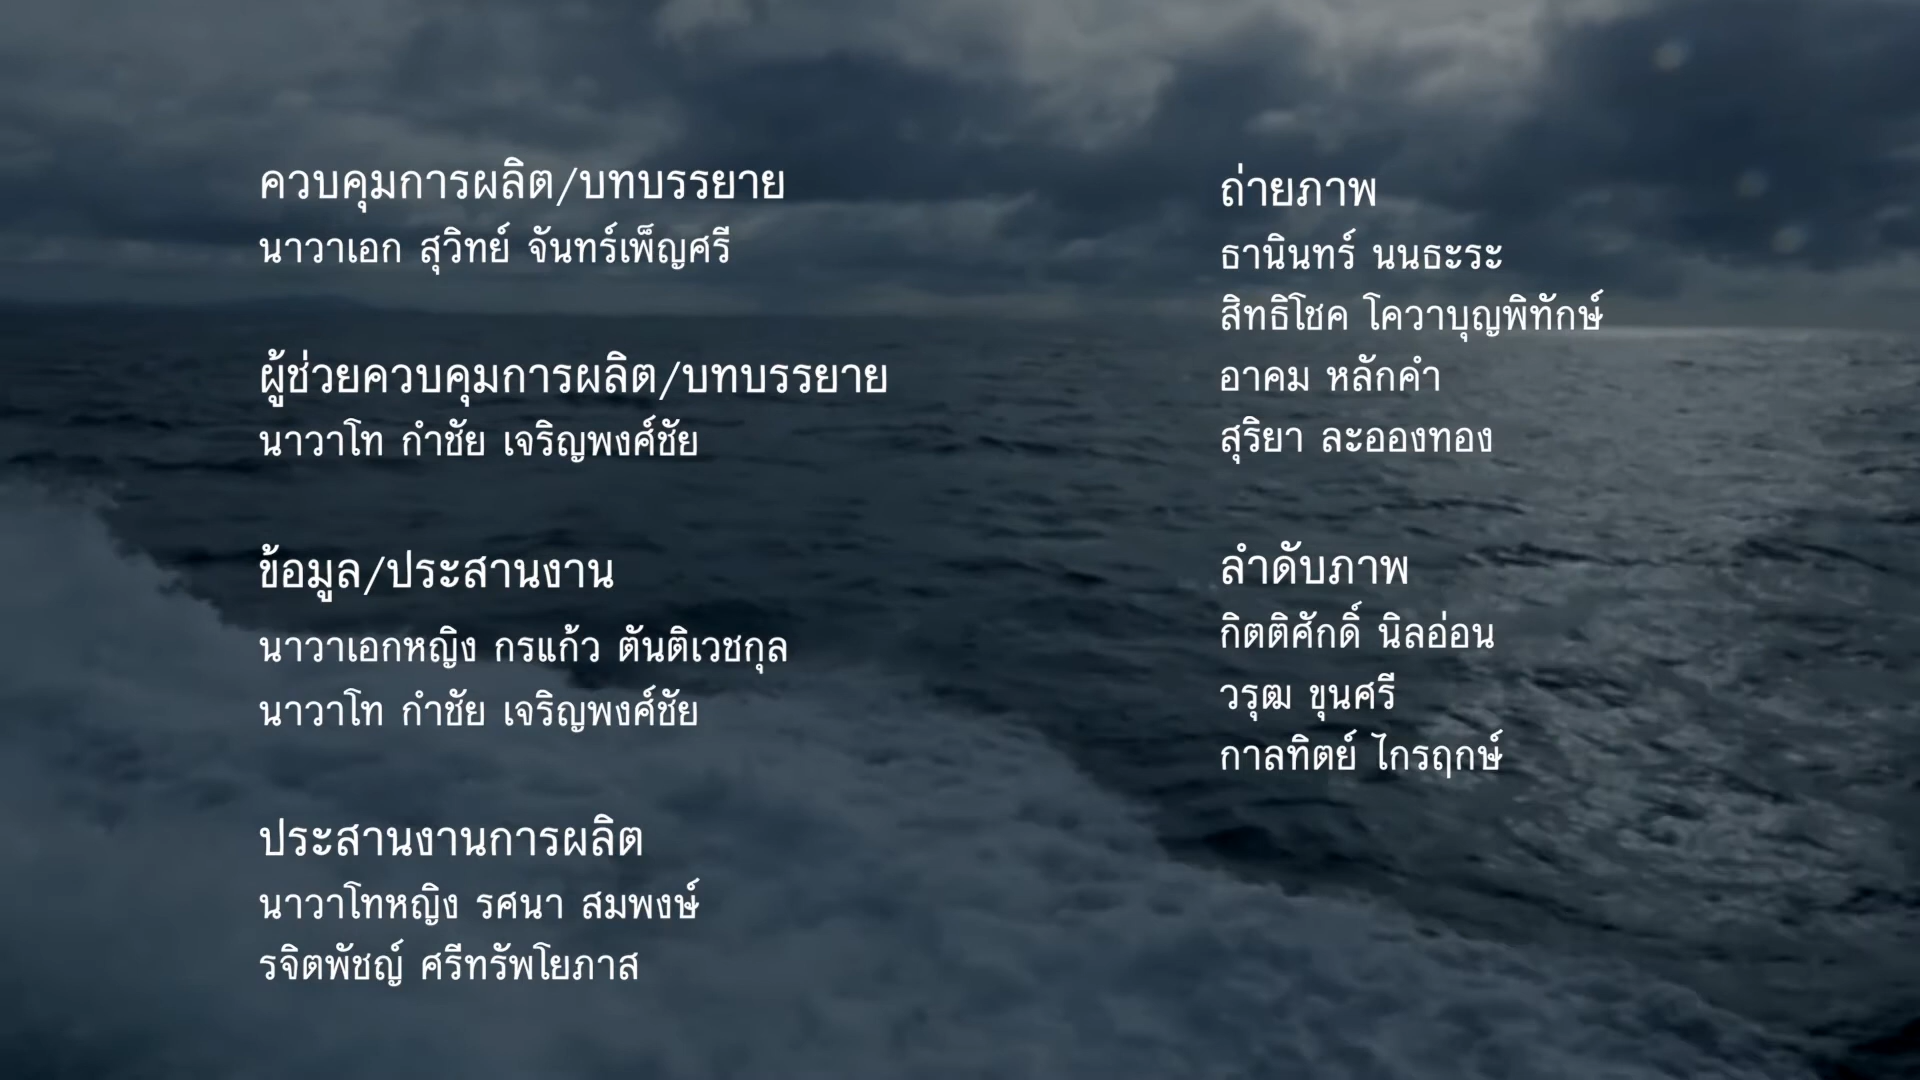 ควบคุมการผลิต/บทบรรยาย
นาวาเอก สุวิทย์ จันทร์เพ็ญศรี
ผู้ช่วยควบคุมการผลิต/บทบรรยาย
นาวาโท กำชัย เจริญพงศ์ชัย
ข้อมูล/ประสานงาน
นาวาเอกหญิง กรแก้ว ตันติเวชกุล
นาวาโท กำชัย เจริญพงศ์ชัย
ประสานงานการผลิต
นาวาโทหญิง รศนา สมพงษ์
รจิตพัชญ์ ศรีทรัพโยภาส
ถ่ายภาพ
ธานินทร์ นนธะระ
สิทธิโชค โควาบุญพิทักษ์
อาคม หลักคำ
สุริยา ละอองทอง
ลำดับภาพ
กิตติศักดิ์ นิลอ่อน
วรุฒ ขุนศรี
กาลทิตย์ ไกรฤกษ์